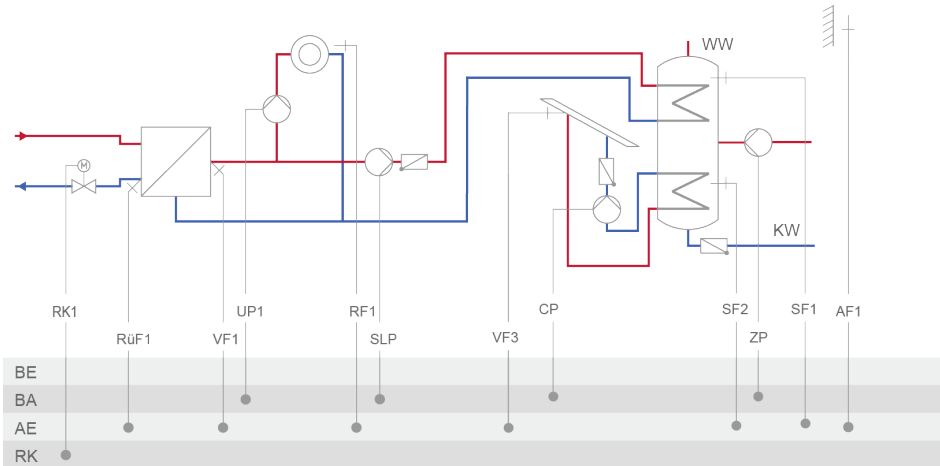 WW
M
KW
RK1 UP1 RF1 CP SF2 SF1 AF1
RüF1 VF1 SLP VF3 ZP
BE
BA
AE
RK